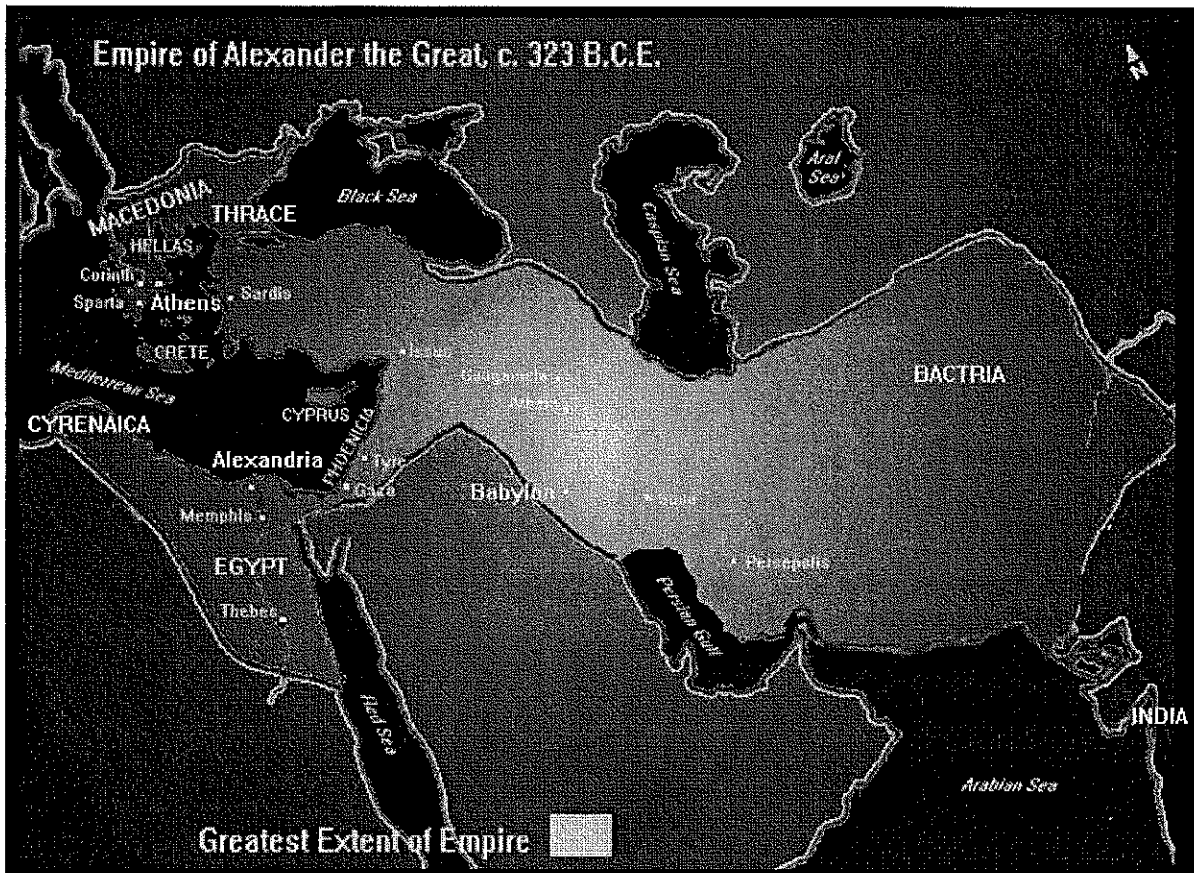 Empire of Alexander the Great, c. 323 B.C.E.
N
Aral
Sea
Black Sea
MACEDONIA
THRACE
Caspian Sea
HELLAS
Corinth
Sardis
Sparta
Athens
CRETE
Issus
Mediterean Sea
BACTRIA
CYPRUS
CYRENAICA
PHOENICIA
Alexandria
Tyre
Gaza
Babylon
Memphis
EGYPT
Persepolis
Thebes
Persian Gulf
Red Sea
INDIA
Arabian Sea
Greatest Extent of Empire